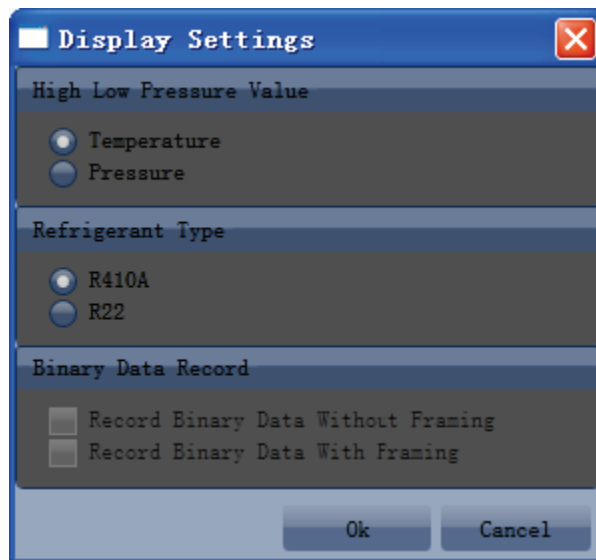 Display Settings
High Low Pressure Value
Temperature
Pressure
Refrigerant Type
R410A
R22
Binary Data Record
Record Binary Data Without Framing
Record Binary Data With Framing
Ok
Cancel